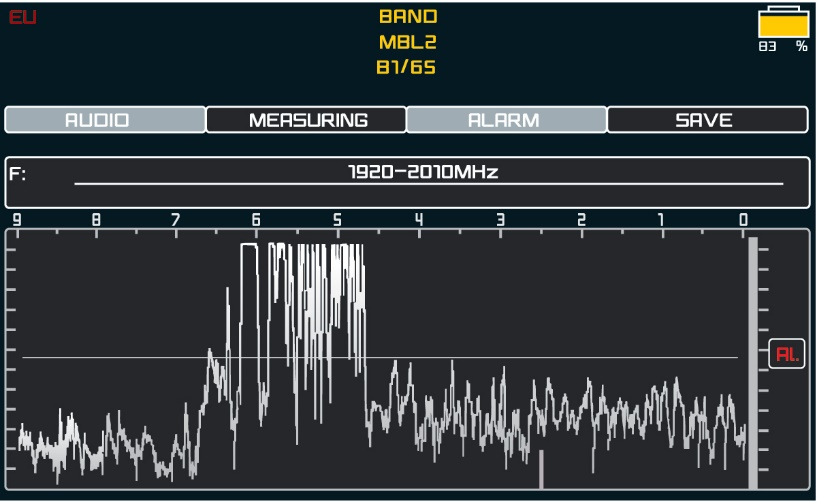 EU
BAND
MBL2
B1/65
83 %
AUDIO MEASURING ALARM SAVE
F: 1920-2010MHz
9 8 7 6 5 4 3 2 1 0
Al.